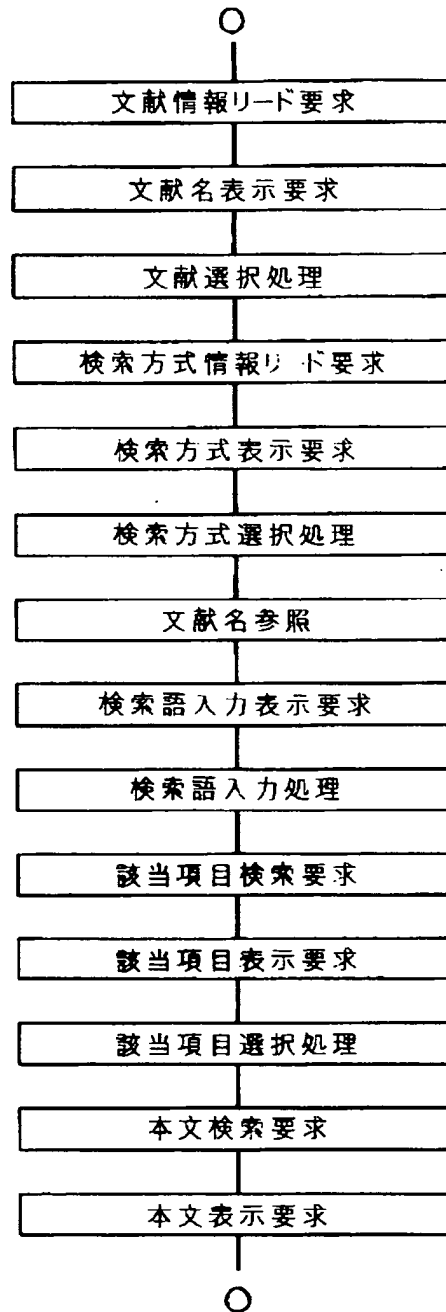 文献情報リード要求
文献名表示要求
文献選択処理
検索方式情報リード要求
検索方式表示要求
検索方式選択処理
文献名参照
検索語入力表示要求
検索語入力処理
該当項目検索要求
該当項目表示要求
該当項目選択処理
本文検索要求
本文表示要求